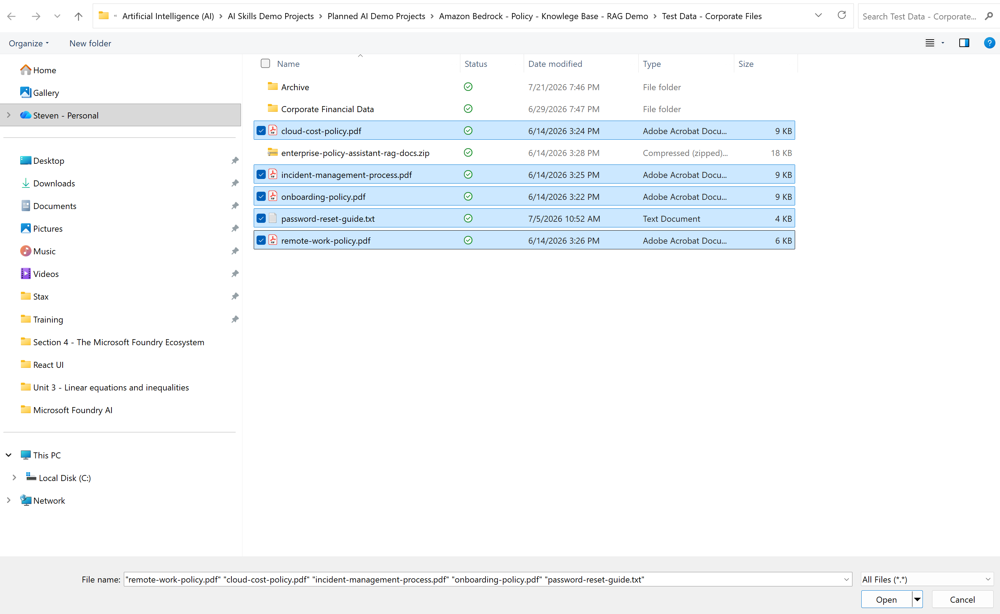 « Artificial Intelligence (AI) > AI Skills Demo Projects > Planned AI Demo Projects > Amazon Bedrock - Policy - Knowlege Base - RAG Demo > Test Data - Corporate Files
Search Test Data - Corporate...
Organize New folder
?
Name Status Date modified Type Size
Home
Gallery
Steven - Personal
Desktop
Downloads
Documents
Pictures
Music
Videos
Stax
Training
Section 4 - The Microsoft Foundry Ecosystem
React UI
Unit 3 - Linear equations and inequalities
Microsoft Foundry AI
This PC
Local Disk (C:)
Network
Archive 7/21/2026 7:46 PM File folder
Corporate Financial Data 6/29/2026 7:47 PM File folder
PDF cloud-cost-policy.pdf 6/14/2026 3:24 PM Adobe Acrobat Docu... 9 KB
enterprise-policy-assistant-rag-docs.zip 6/14/2026 3:28 PM Compressed (zipped)... 18 KB
PDF incident-management-process.pdf 6/14/2026 3:25 PM Adobe Acrobat Docu... 9 KB
PDF onboarding-policy.pdf 6/14/2026 3:22 PM Adobe Acrobat Docu... 9 KB
password-reset-guide.txt 7/5/2026 10:52 AM Text Document 4 KB
PDF remote-work-policy.pdf 6/14/2026 3:26 PM Adobe Acrobat Docu... 6 KB
File name: "remote-work-policy.pdf" "cloud-cost-policy.pdf" "incident-management-process.pdf" "onboarding-policy.pdf" "password-reset-guide.txt" All Files (*.*)
Open Cancel